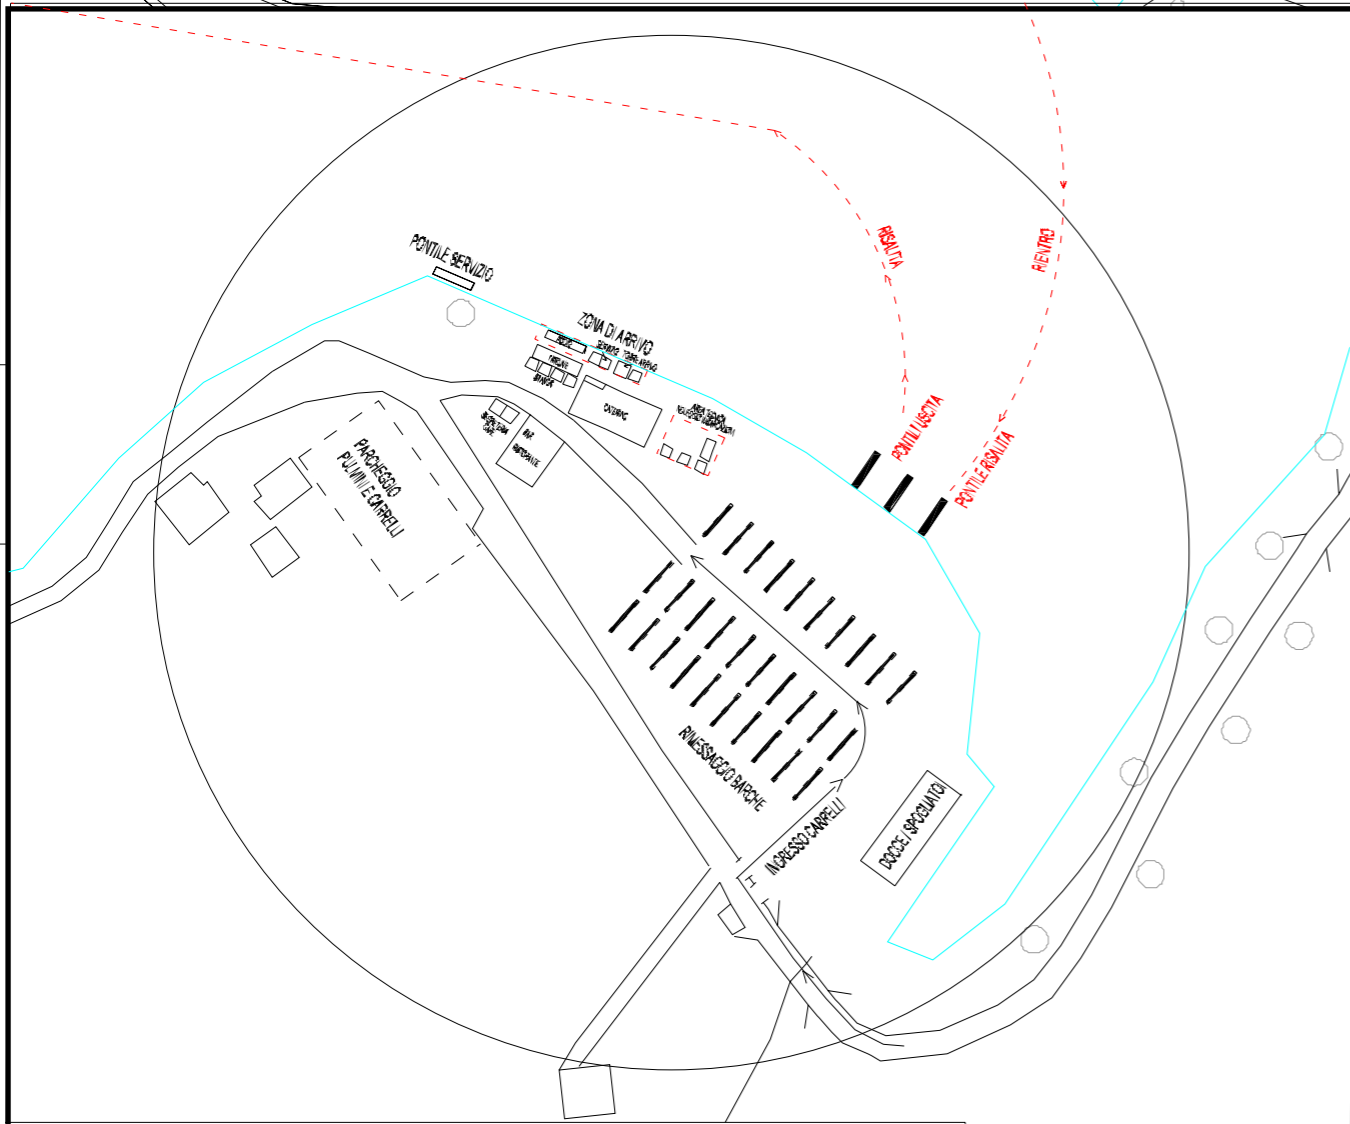 RISALITA
RIENTRO
PONTILE SERVIZIO
ZONA DI ARRIVO
CATERING
BAR
RISTORANTE
PONTILI USCITA
PONTILE RISALITA
PARCHEGGIO
PULMINI E CARRELLI
RIMESSAGGIO BARCHE
INGRESSO CARRELLI
DOCCE / SPOGLIATOI